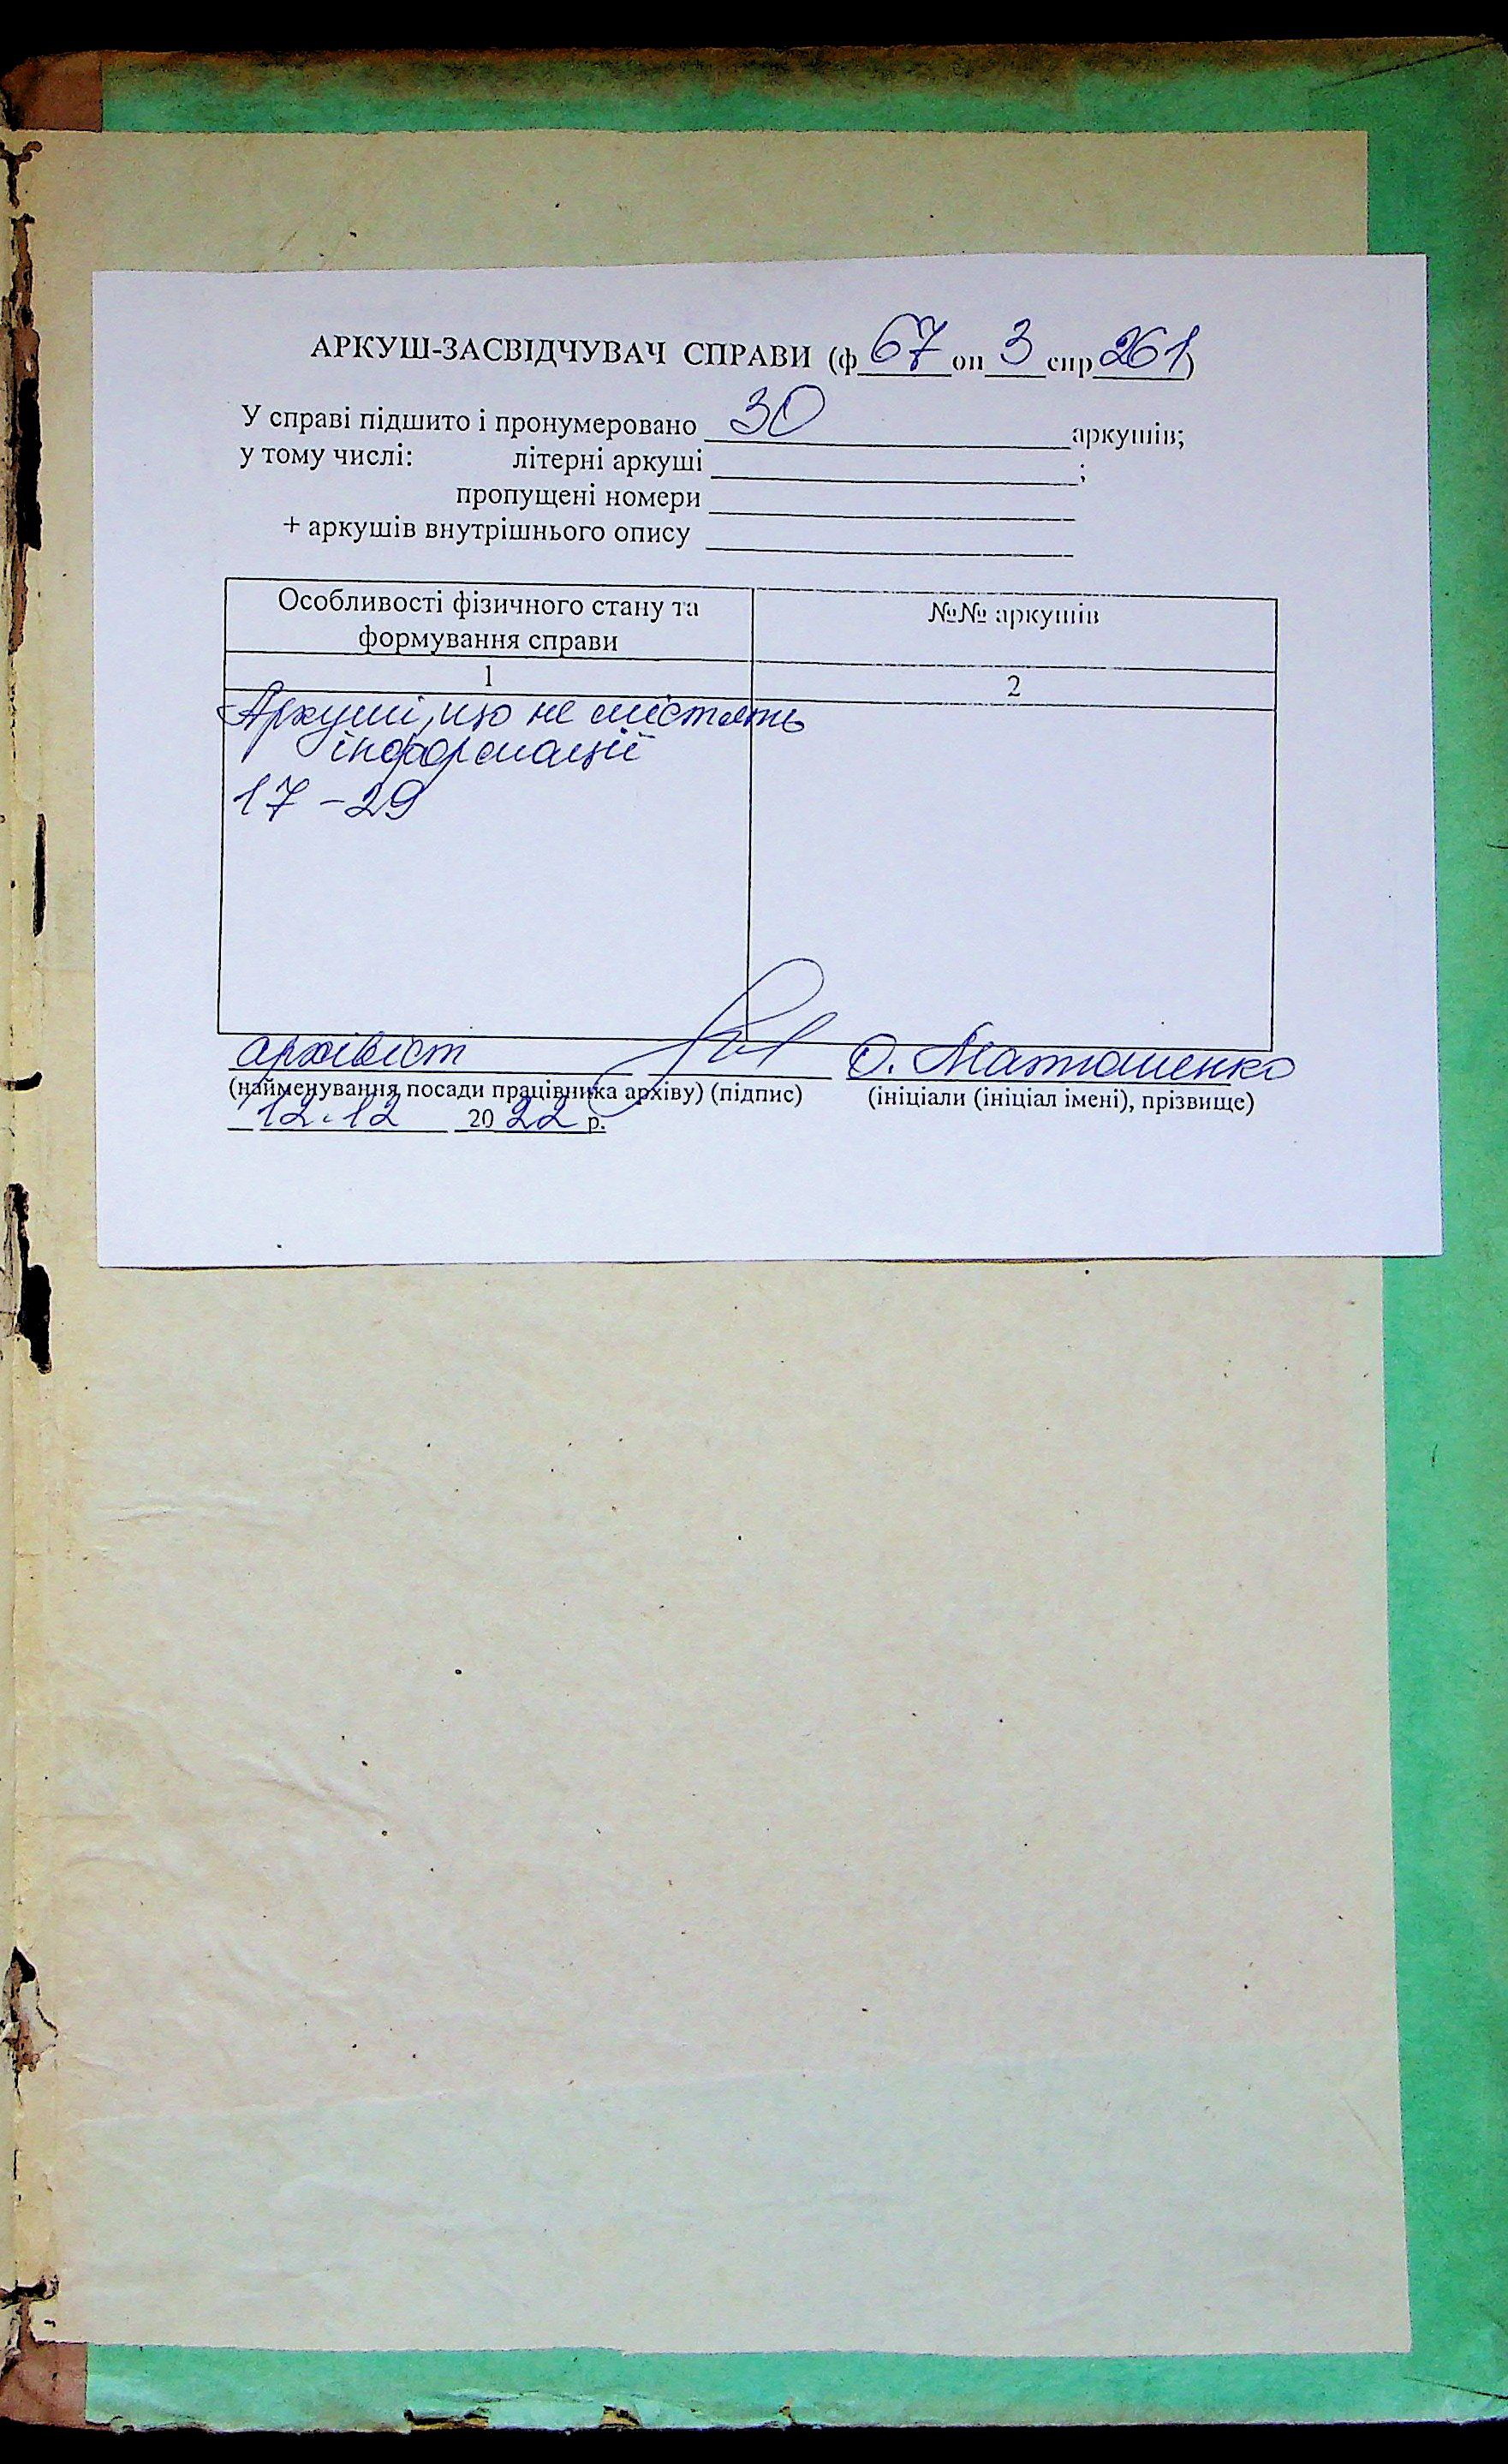 АРКУШ-ЗАСВІДЧУВАЧ СПРАВИ (ф 67 оп 3 спр 261)
У справі підшито і пронумеровано 30 аркушів;
у тому числі: літерні аркуші ;
пропущені номери
+ аркушів внутрішнього опису
Особливості фізичного стану та формування справи
№№ аркушів
1
2
Аркуші, що не містять
інформації
17 – 29
архівіст О. Матюшенко
(найменування посади працівника архіву) (підпис) (ініціали (ініціал імені), прізвище)
12.12 2022 р.